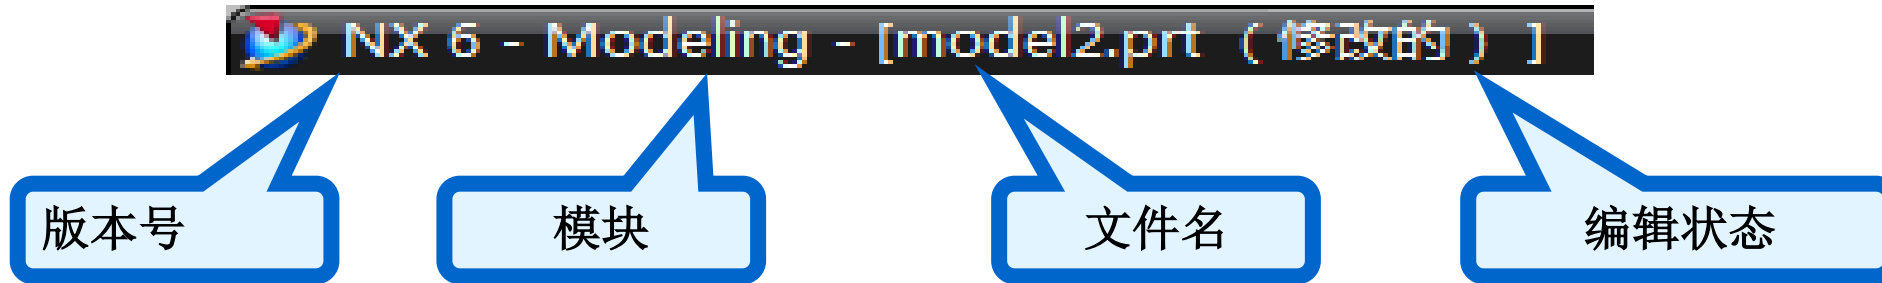 NX 6 - Modeling - [model2.prt （修改的） ]
版本号
模块
文件名
编辑状态